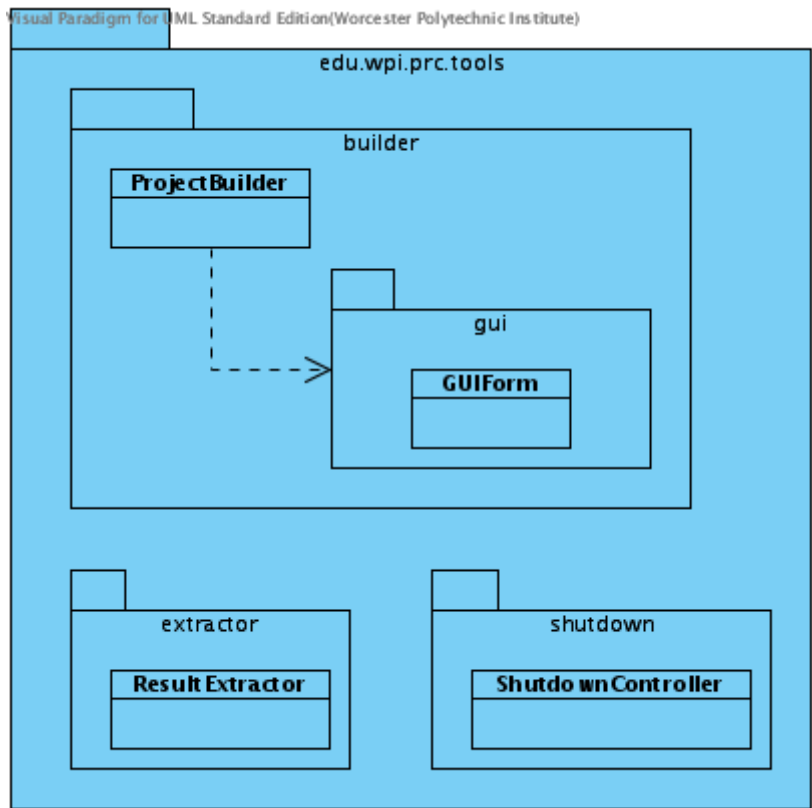 Visual Paradigm for UML Standard Edition(Worcester Polytechnic Institute)
edu.wpi.prc.tools
builder
ProjectBuilder
gui
GUIForm
extractor
shutdown
ResultExtractor
ShutdownController